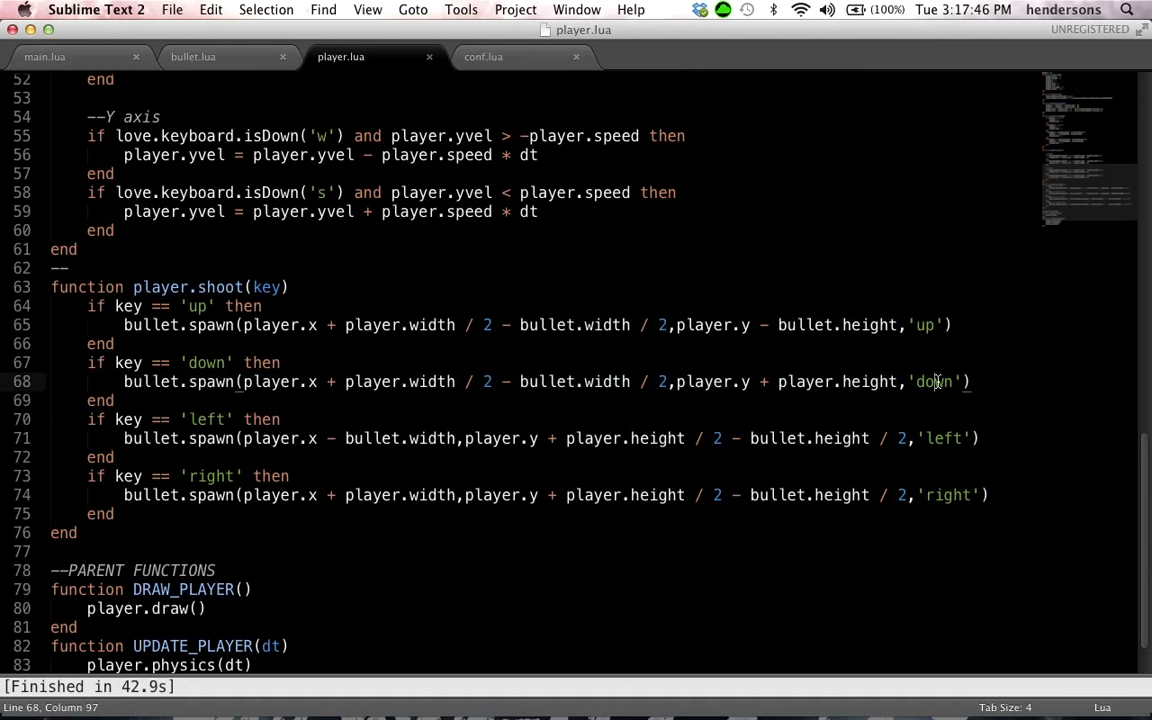 Sublime Text 2 File Edit Selection Find View Goto Tools Project Window Help (100%) Tue 3:17:46 PM hendersons
player.lua UNREGISTERED
main.lua × bullet.lua × player.lua × conf.lua ×
52 end
53
54 --Y axis
55 if love.keyboard.isDown('w') and player.yvel > -player.speed then
56 player.yvel = player.yvel - player.speed * dt
57 end
58 if love.keyboard.isDown('s') and player.yvel < player.speed then
59 player.yvel = player.yvel + player.speed * dt
60 end
61 end
62 --
63 function player.shoot(key)
64 if key == 'up' then
65 bullet.spawn(player.x + player.width / 2 - bullet.width / 2,player.y - bullet.height,'up')
66 end
67 if key == 'down' then
68 bullet.spawn(player.x + player.width / 2 - bullet.width / 2,player.y + player.height,'down')
69 end
70 if key == 'left' then
71 bullet.spawn(player.x - bullet.width,player.y + player.height / 2 - bullet.height / 2,'left')
72 end
73 if key == 'right' then
74 bullet.spawn(player.x + player.width,player.y + player.height / 2 - bullet.height / 2,'right')
75 end
76 end
77
78 --PARENT FUNCTIONS
79 function DRAW_PLAYER()
80 player.draw()
81 end
82 function UPDATE_PLAYER(dt)
83 player.physics(dt)
[Finished in 42.9s]
Line 68, Column 97 Tab Size: 4 Lua